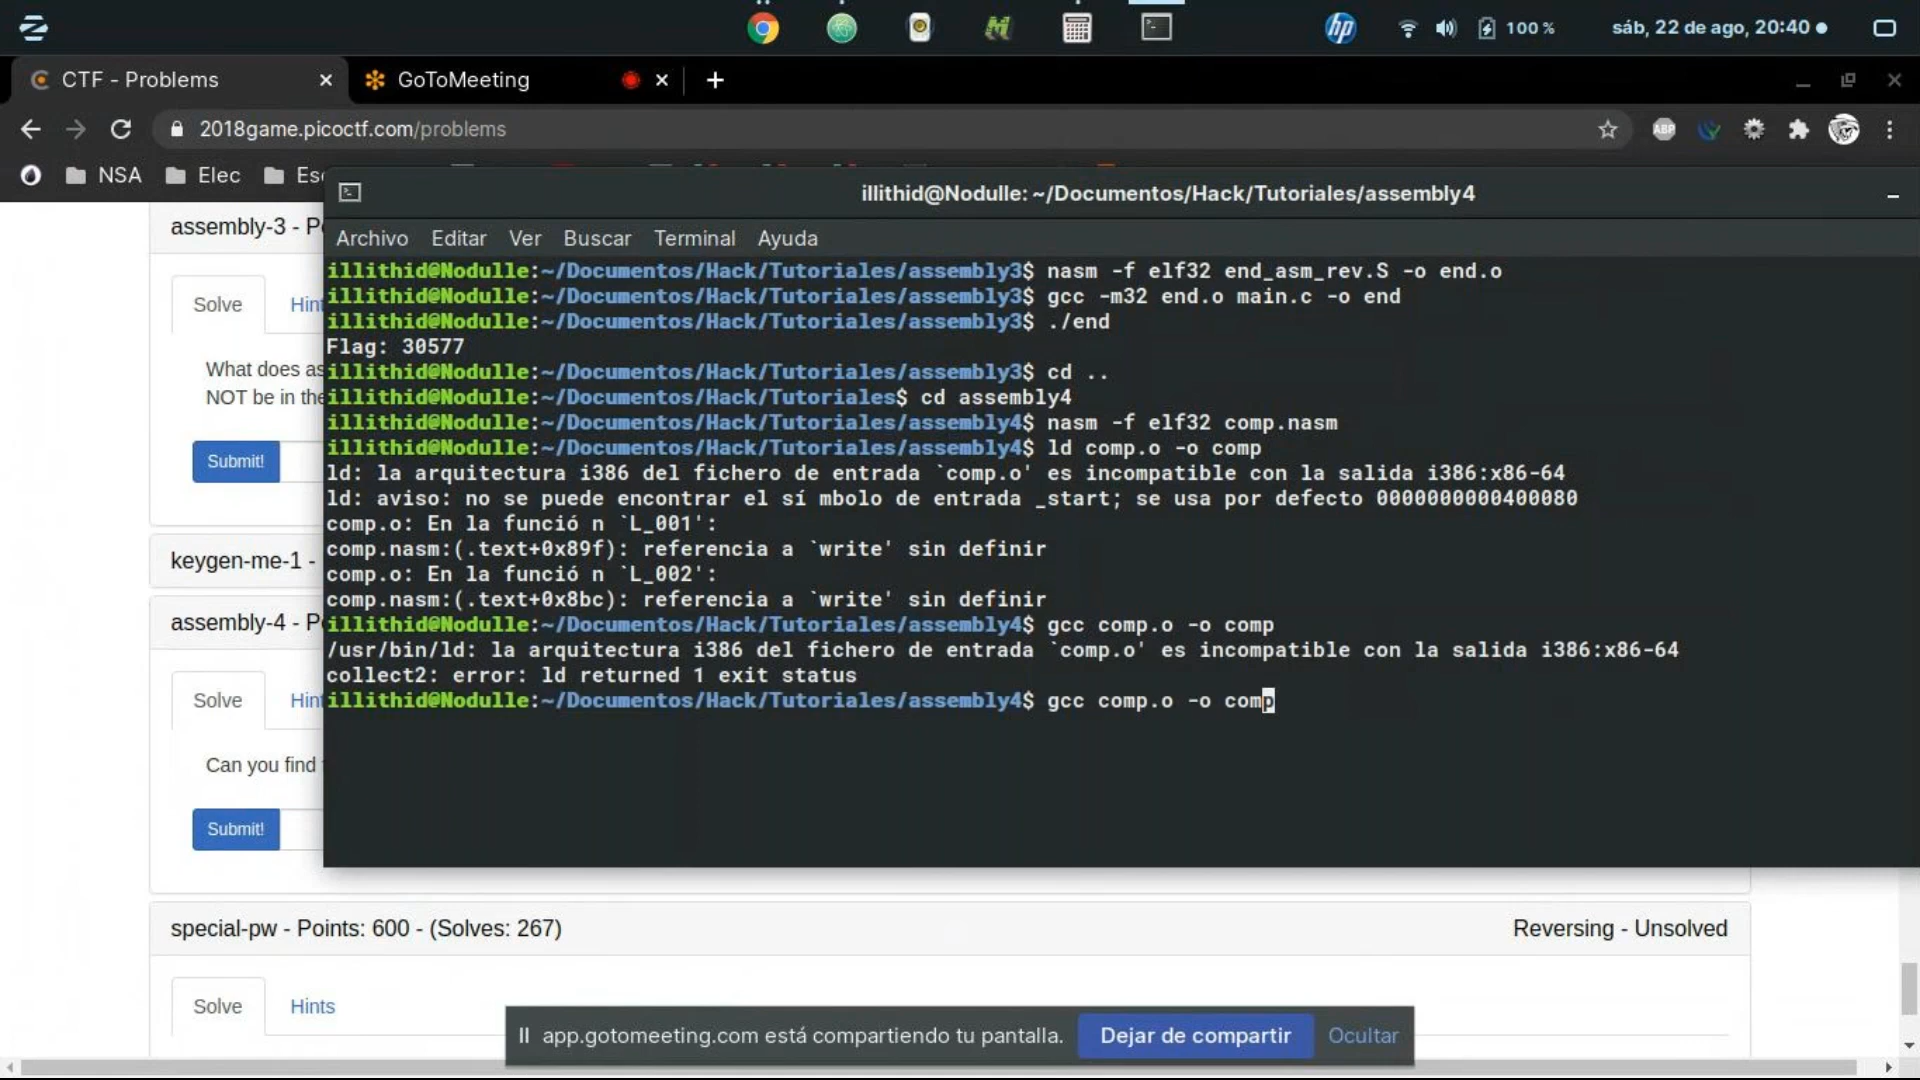 hp
100 %
sáb, 22 de ago, 20:40
CTF - Problems
GoToMeeting
2018game.picoctf.com/problems
ABP
NSA
Elec
Es
illithid@Nodulle: ~/Documentos/Hack/Tutoriales/assembly4
Archivo Editar Ver Buscar Terminal Ayuda
illithid@Nodulle:~/Documentos/Hack/Tutoriales/assembly3$ nasm -f elf32 end_asm_rev.S -o end.o
illithid@Nodulle:~/Documentos/Hack/Tutoriales/assembly3$ gcc -m32 end.o main.c -o end
illithid@Nodulle:~/Documentos/Hack/Tutoriales/assembly3$ ./end
Flag: 30577
illithid@Nodulle:~/Documentos/Hack/Tutoriales/assembly3$ cd ..
illithid@Nodulle:~/Documentos/Hack/Tutoriales$ cd assembly4
illithid@Nodulle:~/Documentos/Hack/Tutoriales/assembly4$ nasm -f elf32 comp.nasm
illithid@Nodulle:~/Documentos/Hack/Tutoriales/assembly4$ ld comp.o -o comp
ld: la arquitectura i386 del fichero de entrada `comp.o' es incompatible con la salida i386:x86-64
ld: aviso: no se puede encontrar el sí mbolo de entrada _start; se usa por defecto 0000000000400080
comp.o: En la funció n `L_001':
comp.nasm:(.text+0x89f): referencia a `write' sin definir
comp.o: En la funció n `L_002':
comp.nasm:(.text+0x8bc): referencia a `write' sin definir
illithid@Nodulle:~/Documentos/Hack/Tutoriales/assembly4$ gcc comp.o -o comp
/usr/bin/ld: la arquitectura i386 del fichero de entrada `comp.o' es incompatible con la salida i386:x86-64
collect2: error: ld returned 1 exit status
illithid@Nodulle:~/Documentos/Hack/Tutoriales/assembly4$ gcc comp.o -o comp
assembly-3 - P
Solve
Hin
What does as
NOT be in the
Submit!
keygen-me-1 -
assembly-4 - P
Solve
Hin
Can you find
Submit!
special-pw - Points: 600 - (Solves: 267)
Reversing - Unsolved
Solve
Hints
app.gotomeeting.com está compartiendo tu pantalla.
Dejar de compartir
Ocultar